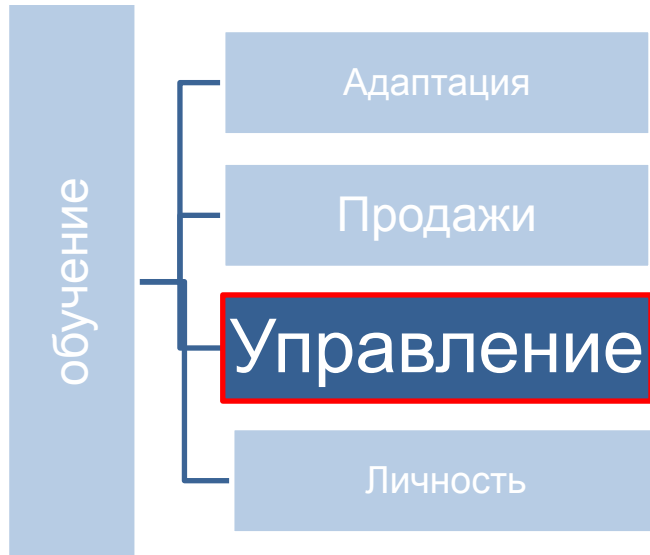 обучение
Адаптация
Продажи
Управление
Личность